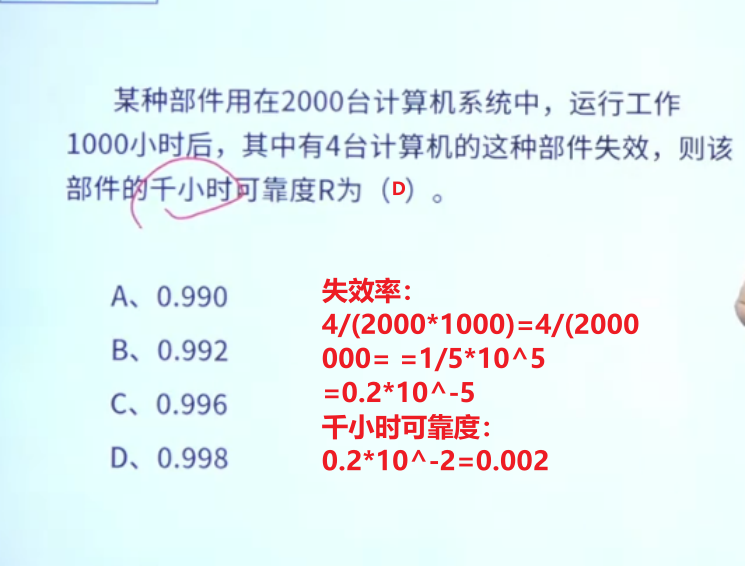 某种部件用在2000台计算机系统中，运行工作
1000小时后，其中有4台计算机的这种部件失效，则该
部件的千小时可靠度R为（D）。
A、0.990
B、0.992
C、0.996
D、0.998
失效率：
4/(2000*1000)=4/(2000
000= =1/5*10^5
=0.2*10^-5
千小时可靠度：
0.2*10^-2=0.002